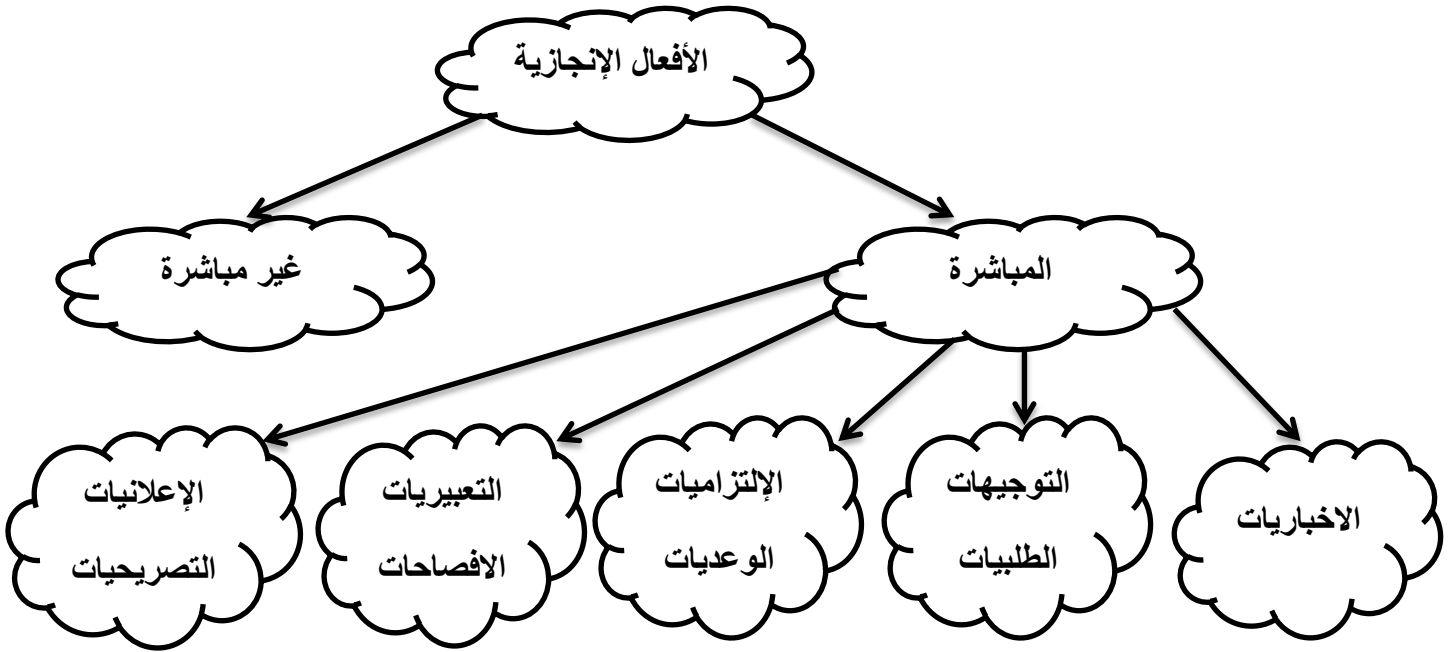 الأفعال الإنجازية
المباشرة
غير مباشرة
الاخباريات
التوجيهات
الطلبيات
الإلتزاميات
الوعديات
التعبيريات
الافصاحات
الإعلانيات
التصريحيات